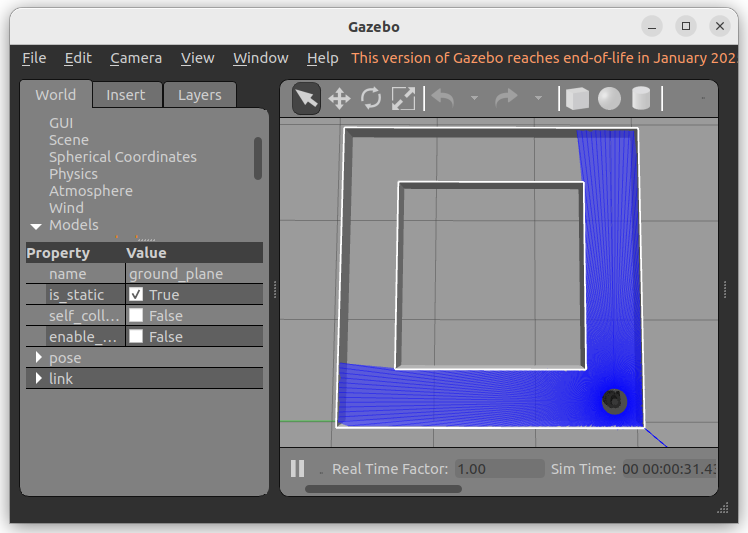 Gazebo
File Edit Camera View Window Help This version of Gazebo reaches end-of-life in January 202
World Insert Layers
GUI
Scene
Spherical Coordinates
Physics
Atmosphere
Wind
Models
Property Value
name ground_plane
is_static True
self_coll... False
enable_... False
pose
link
Real Time Factor: 1.00 Sim Time: 00 00:00:31.43